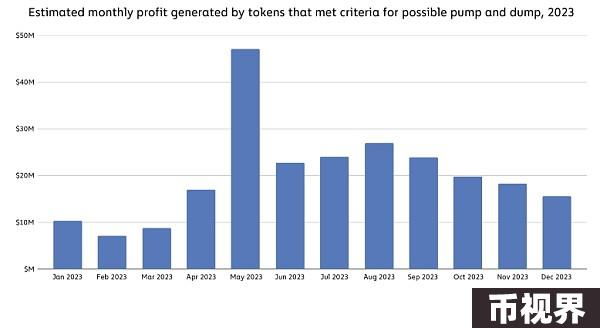 Estimated monthly profit generated by tokens that met criteria for possible pump and dump, 2023
$50M
$40M
$30M
$20M
$10M
$M
Jan 2023 Feb 2023 Mar 2023 Apr 2023 May 2023 Jun 2023 Jul 2023 Aug 2023 Sep 2023 Oct 2023 Nov 2023 Dec 2023
币视界